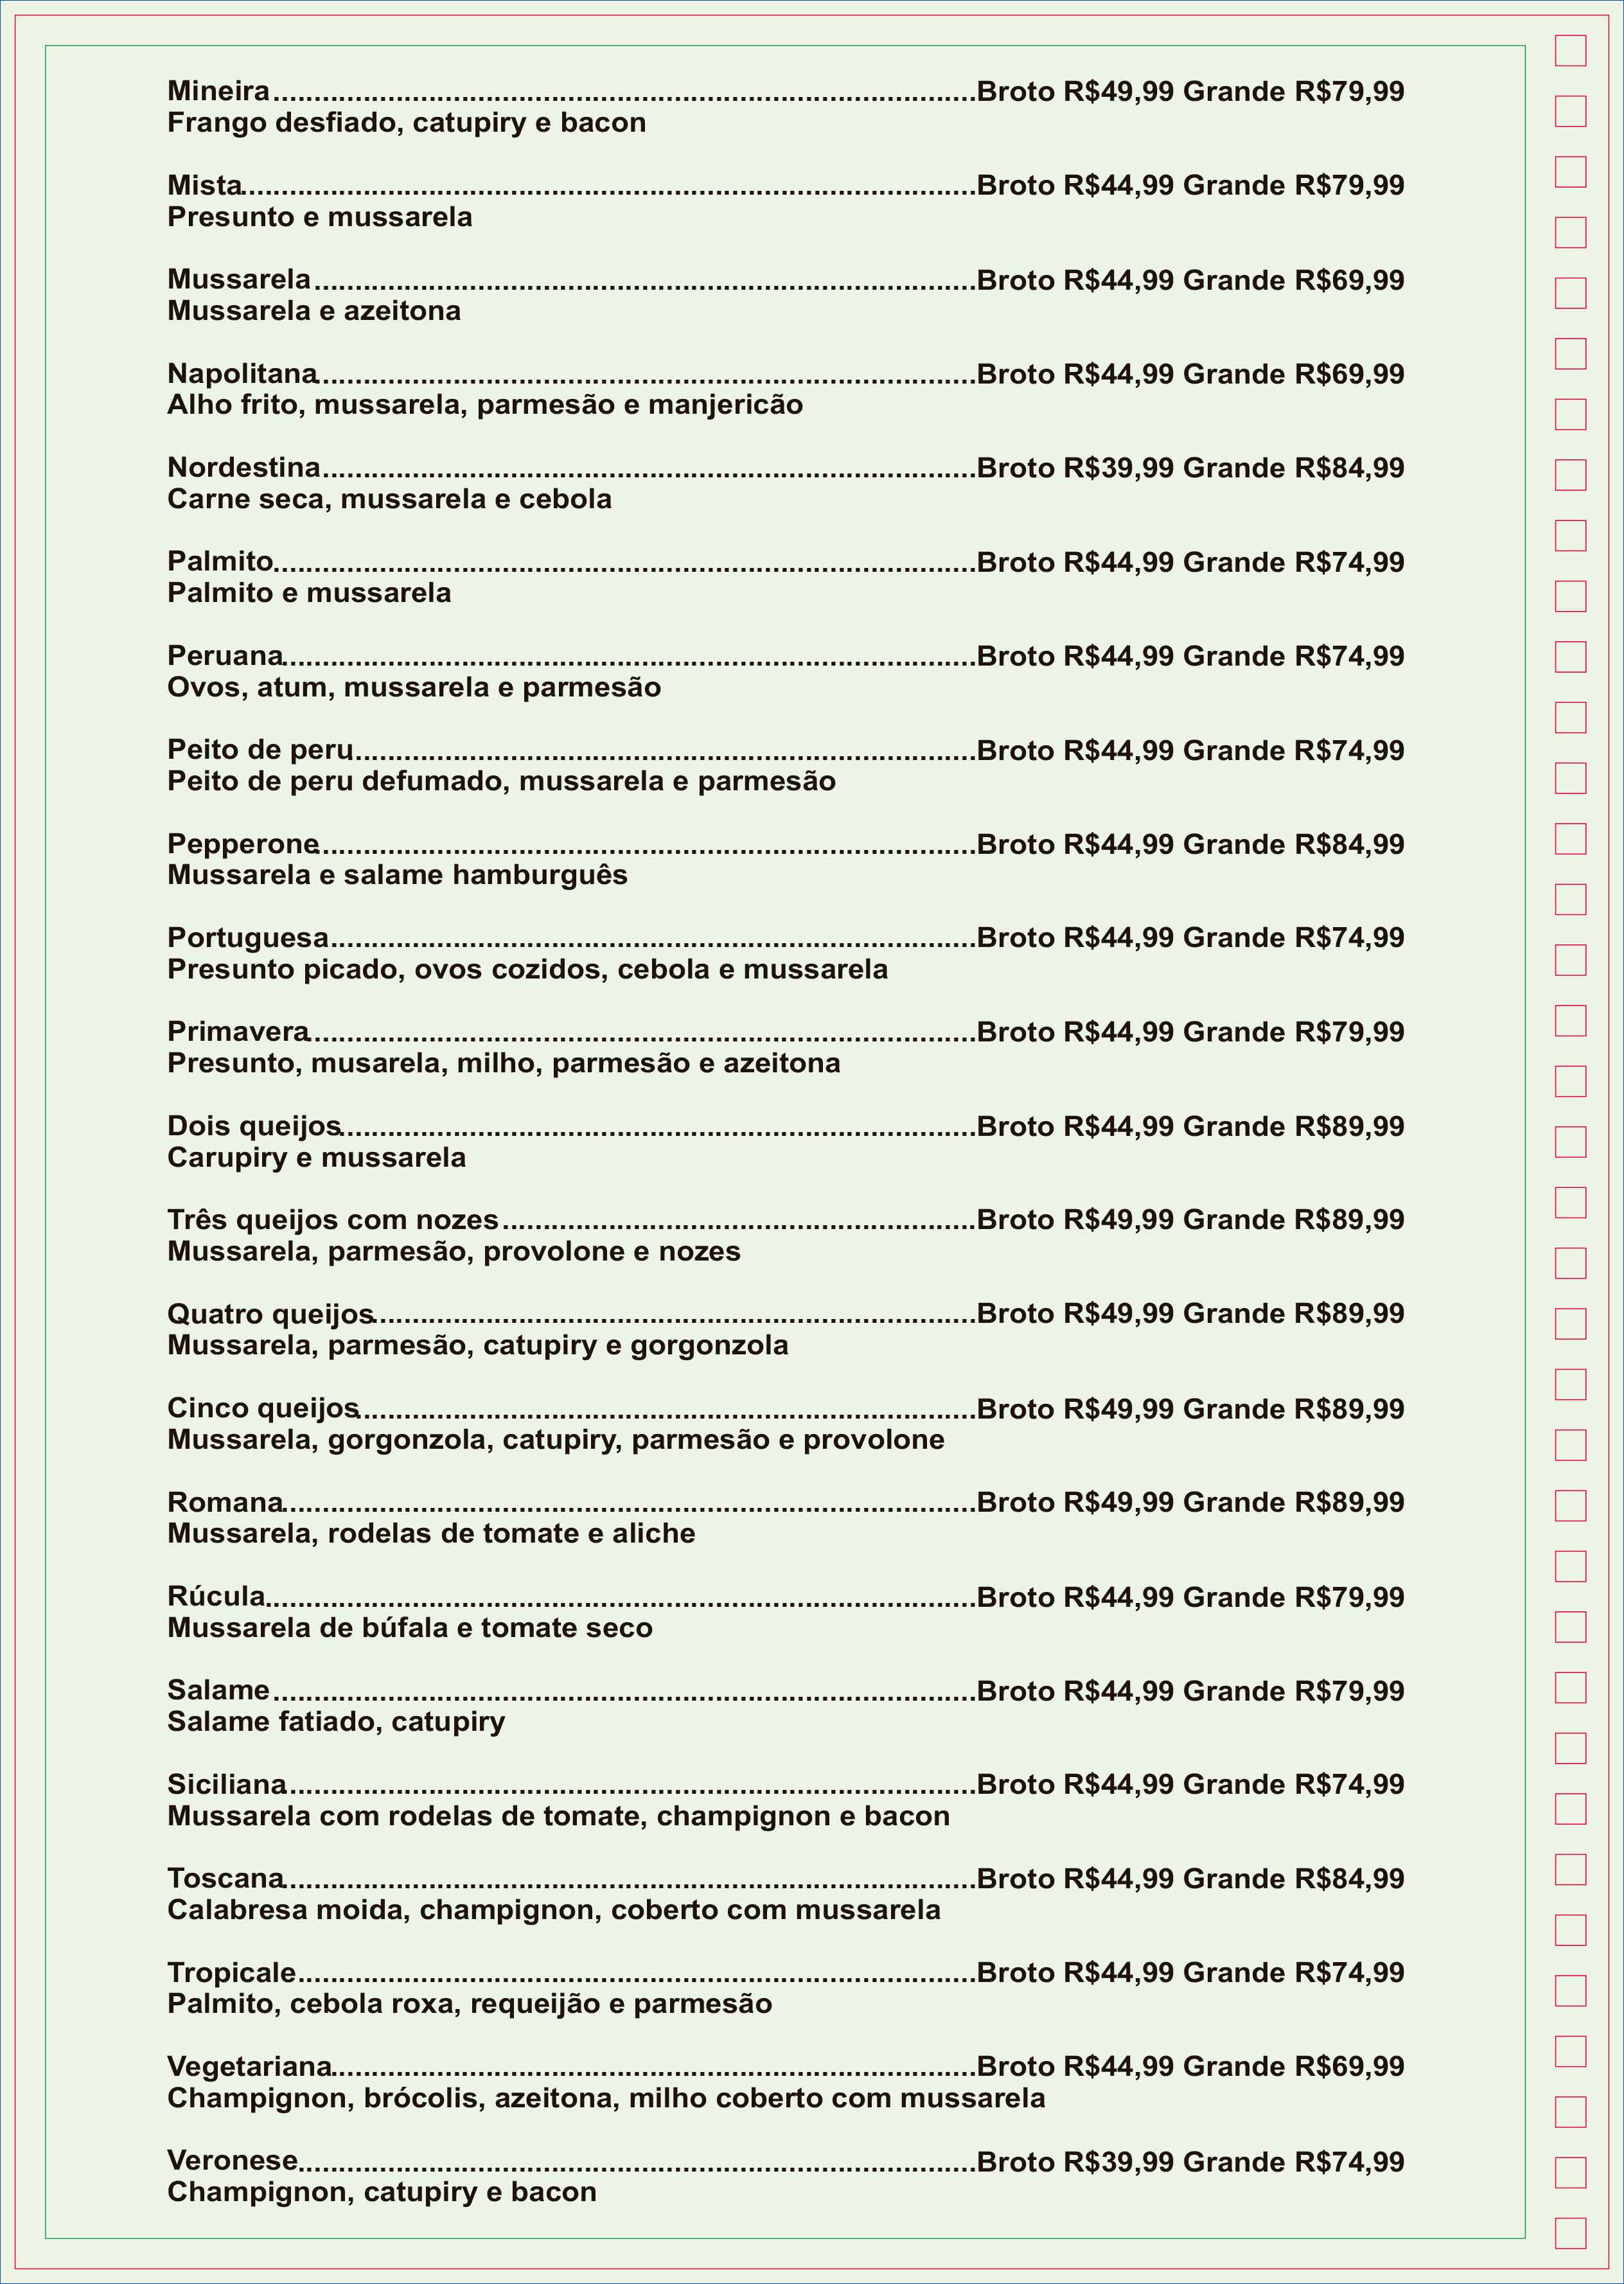 Mineira......Broto R$49,99 Grande R$79,99
Frango desfiado, catupiry e bacon
Mista......Broto R$44,99 Grande R$79,99
Presunto e mussarela
Mussarela......Broto R$44,99 Grande R$69,99
Mussarela e azeitona
Napolitana......Broto R$44,99 Grande R$69,99
Alho frito, mussarela, parmesão e manjericão
Nordestina......Broto R$39,99 Grande R$84,99
Carne seca, mussarela e cebola
Palmito......Broto R$44,99 Grande R$74,99
Palmito e mussarela
Peruana......Broto R$44,99 Grande R$74,99
Ovos, atum, mussarela e parmesão
Peito de peru......Broto R$44,99 Grande R$74,99
Peito de peru defumado, mussarela e parmesão
Pepperone......Broto R$44,99 Grande R$84,99
Mussarela e salame hamburguês
Portuguesa......Broto R$44,99 Grande R$74,99
Presunto picado, ovos cozidos, cebola e mussarela
Primavera......Broto R$44,99 Grande R$79,99
Presunto, musarela, milho, parmesão e azeitona
Dois queijos......Broto R$44,99 Grande R$89,99
Carupiry e mussarela
Três queijos com nozes......Broto R$49,99 Grande R$89,99
Mussarela, parmesão, provolone e nozes
Quatro queijos......Broto R$49,99 Grande R$89,99
Mussarela, parmesão, catupiry e gorgonzola
Cinco queijos......Broto R$49,99 Grande R$89,99
Mussarela, gorgonzola, catupiry, parmesão e provolone
Romana......Broto R$49,99 Grande R$89,99
Mussarela, rodelas de tomate e aliche
Rúcula......Broto R$44,99 Grande R$79,99
Mussarela de búfala e tomate seco
Salame......Broto R$44,99 Grande R$79,99
Salame fatiado, catupiry
Siciliana......Broto R$44,99 Grande R$74,99
Mussarela com rodelas de tomate, champignon e bacon
Toscana......Broto R$44,99 Grande R$84,99
Calabresa moida, champignon, coberto com mussarela
Tropicale......Broto R$44,99 Grande R$74,99
Palmito, cebola roxa, requeijão e parmesão
Vegetariana......Broto R$44,99 Grande R$69,99
Champignon, brócolis, azeitona, milho coberto com mussarela
Veronese......Broto R$39,99 Grande R$74,99
Champignon, catupiry e bacon